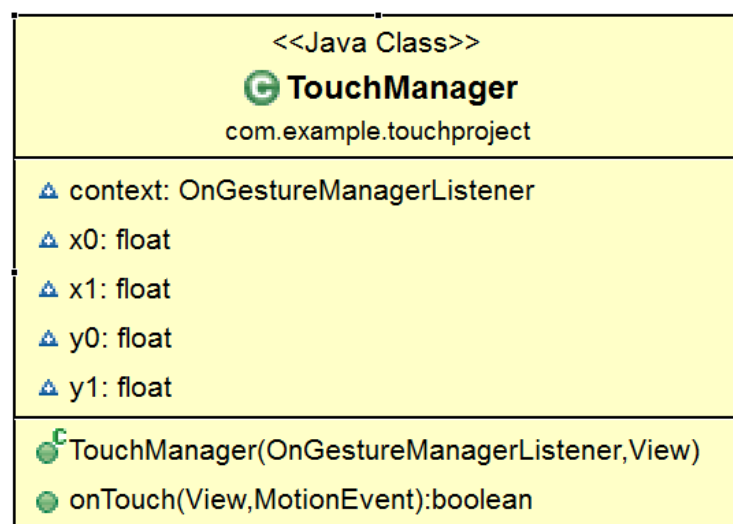 <<Java Class>>
C TouchManager
com.example.touchproject
context: OnGestureManagerListener
x0: float
x1: float
y0: float
y1: float
C TouchManager(OnGestureManagerListener,View)
onTouch(View,MotionEvent):boolean